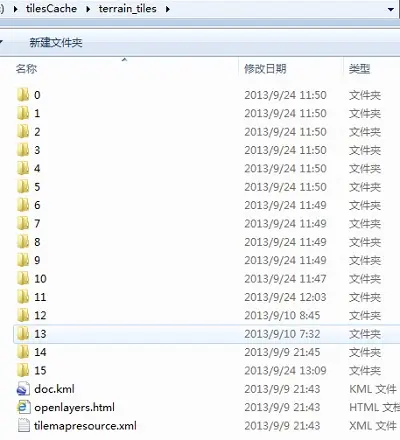 ) ▸ tilesCache ▸ terrain_tiles ▸
新建文件夹
名称 修改日期 类型
0 2013/9/24 11:50 文件夹
1 2013/9/24 11:50 文件夹
2 2013/9/24 11:50 文件夹
3 2013/9/24 11:50 文件夹
4 2013/9/24 11:50 文件夹
5 2013/9/24 11:50 文件夹
6 2013/9/24 11:49 文件夹
7 2013/9/24 11:49 文件夹
8 2013/9/24 11:49 文件夹
9 2013/9/24 11:49 文件夹
10 2013/9/24 11:47 文件夹
11 2013/9/24 12:03 文件夹
12 2013/9/10 8:45 文件夹
13 2013/9/10 7:32 文件夹
14 2013/9/9 21:45 文件夹
15 2013/9/24 13:09 文件夹
doc.kml 2013/9/9 21:43 KML 文件
openlayers.html 2013/9/9 21:43 HTML 文档
tilemapresource.xml 2013/9/9 21:43 XML 文件